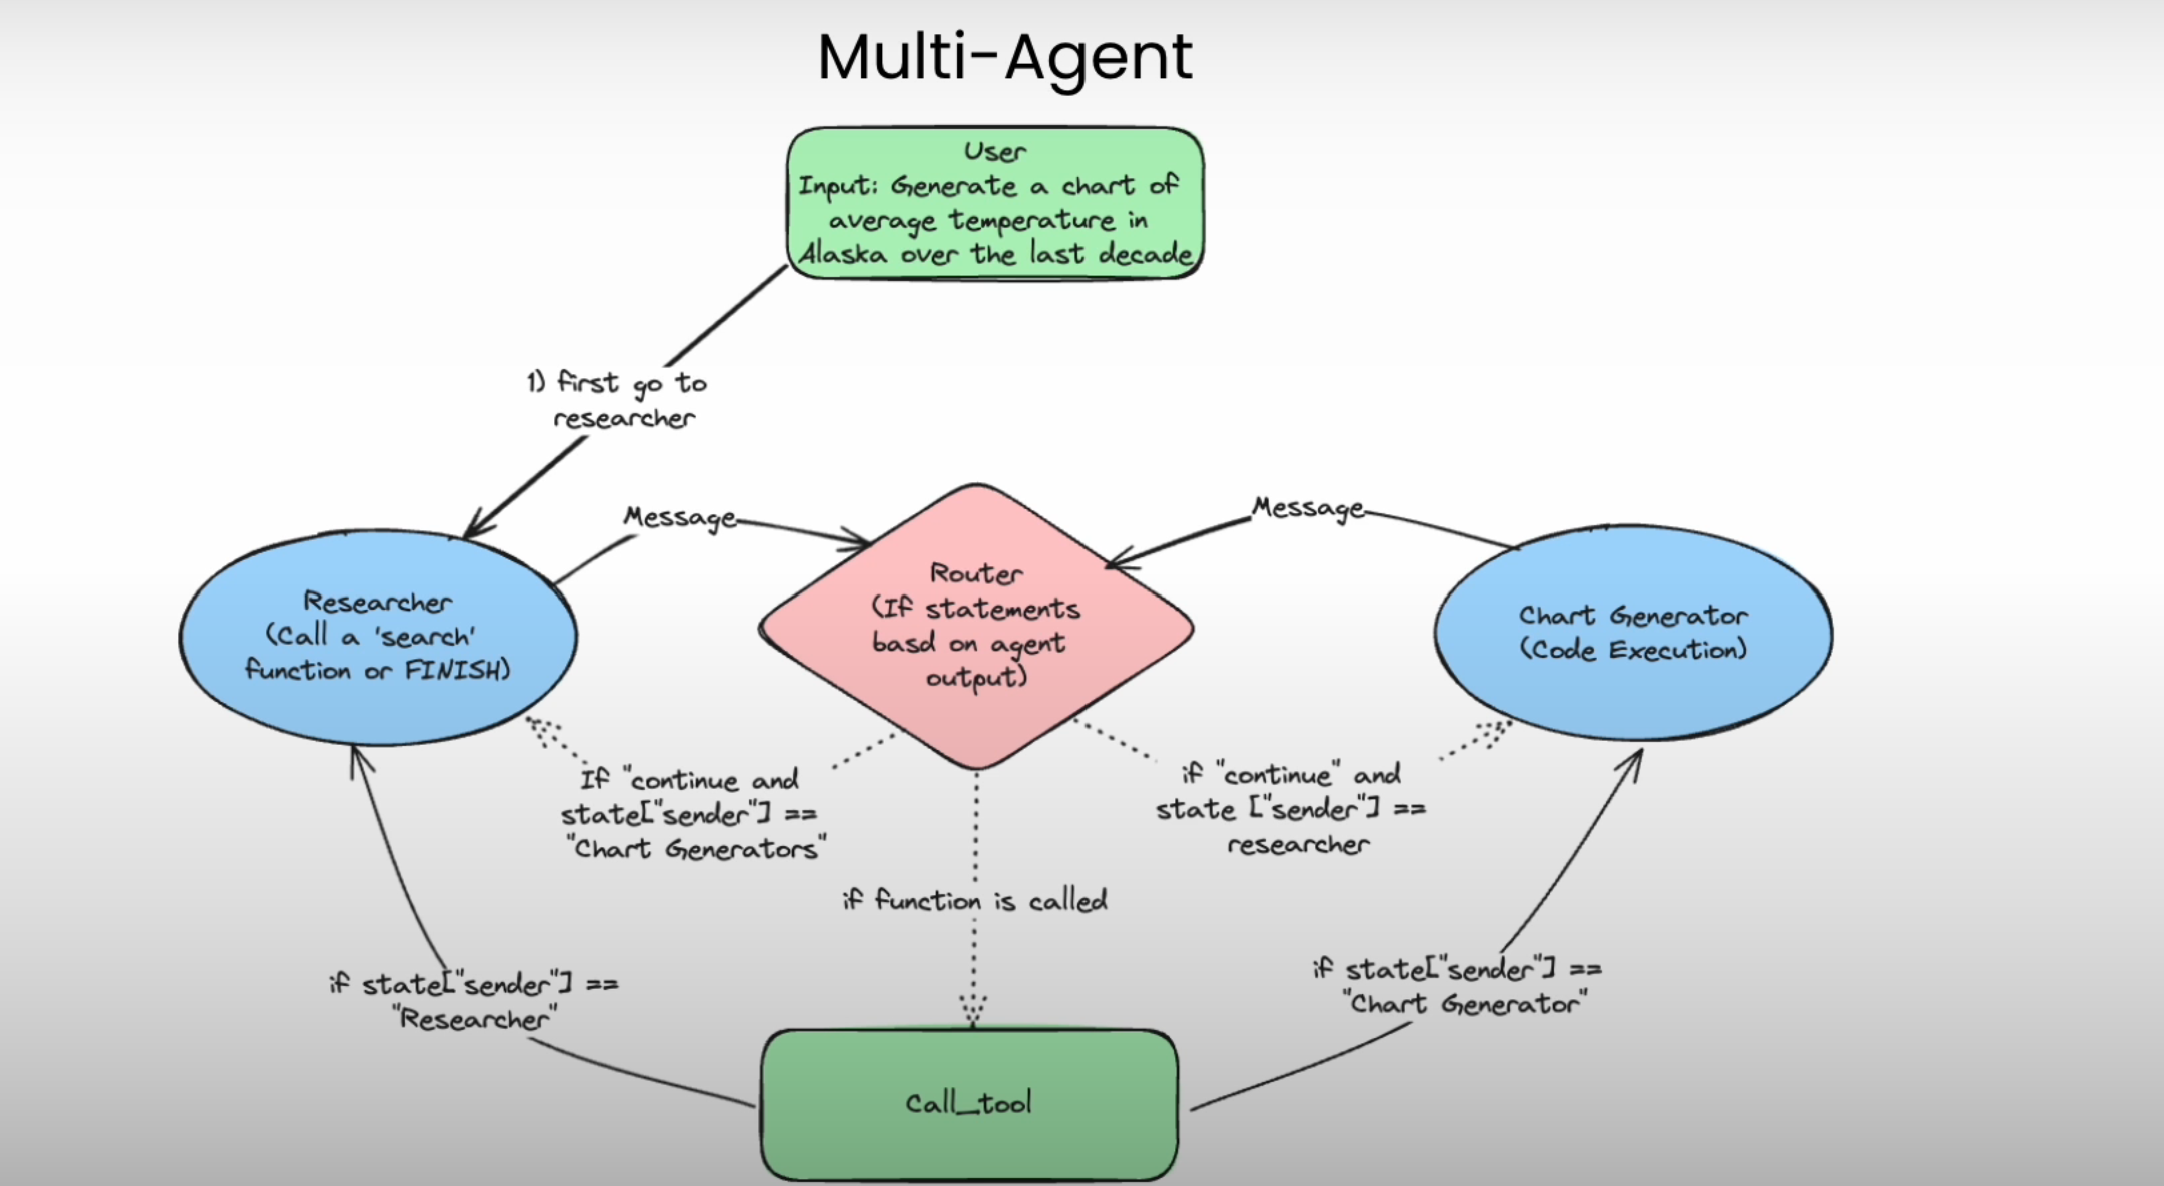 Multi-Agent
User
Input: Generate a chart of
average temperature in
Alaska over the last decade
1) first go to
researcher
Message
Message
Researcher
(Call a 'search'
function or FINISH)
Router
(If statements
basd on agent
output)
Chart Generator
(Code Execution)
If "continue and
state["sender"] ==
"Chart Generators"
if "continue" and
state ["sender"] ==
researcher
if function is called
if state["sender"] ==
"Researcher"
if state["sender"] ==
"Chart Generator"
Call_tool